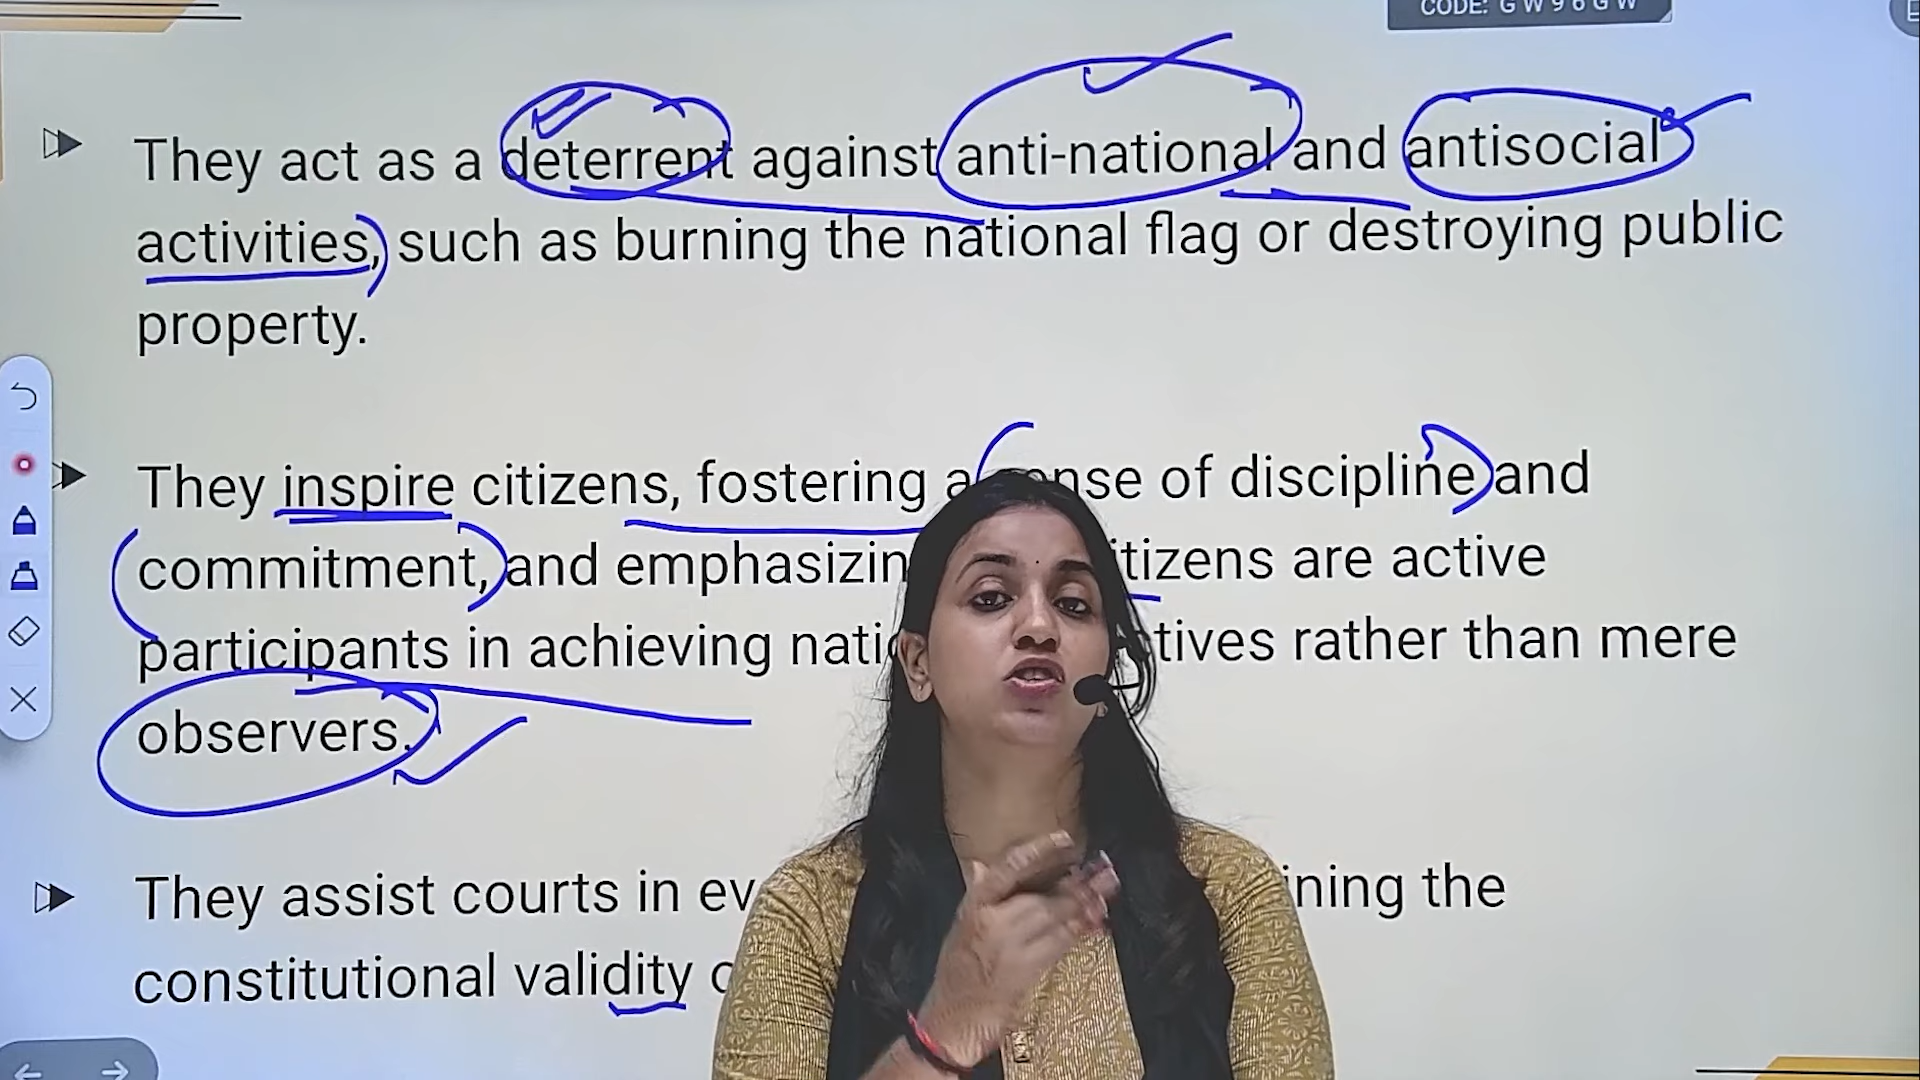 CODE: GW96GW
They act as a deterrent against anti-national and antisocial
activities, such as burning the national flag or destroying public
property.
They inspire citizens, fostering a sense of discipline and
commitment, and emphasizin itizens are active
participants in achieving nati tives rather than mere
observers.
They assist courts in ev ining the
constitutional validity o